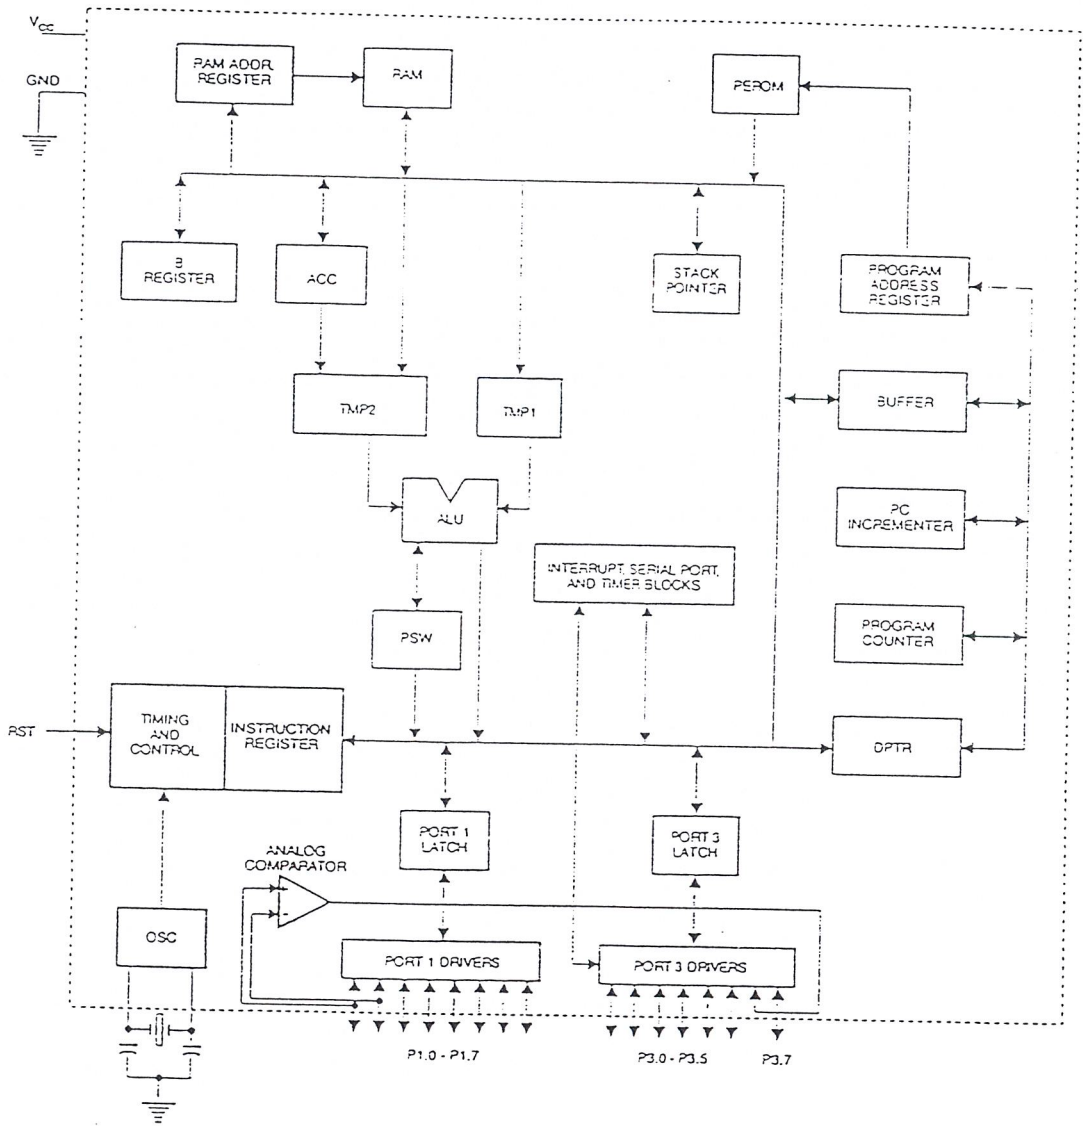 VCC
GND
RAM ADDR.
REGISTER
RAM
PEROM
B
REGISTER
ACC
STACK
POINTER
PROGRAM
ADDRESS
REGISTER
TMP2
TMP1
BUFFER
ALU
PC
INCREMENTER
INTERRUPT, SERIAL PORT,
AND TIMER BLOCKS
PSW
PROGRAM
COUNTER
RST
TIMING
AND
CONTROL
INSTRUCTION
REGISTER
DPTR
PORT 1
LATCH
PORT 3
LATCH
ANALOG
COMPARATOR
+
-
OSC
PORT 1 DRIVERS
PORT 3 DRIVERS
P1.0 - P1.7
P3.0 - P3.5
P3.7